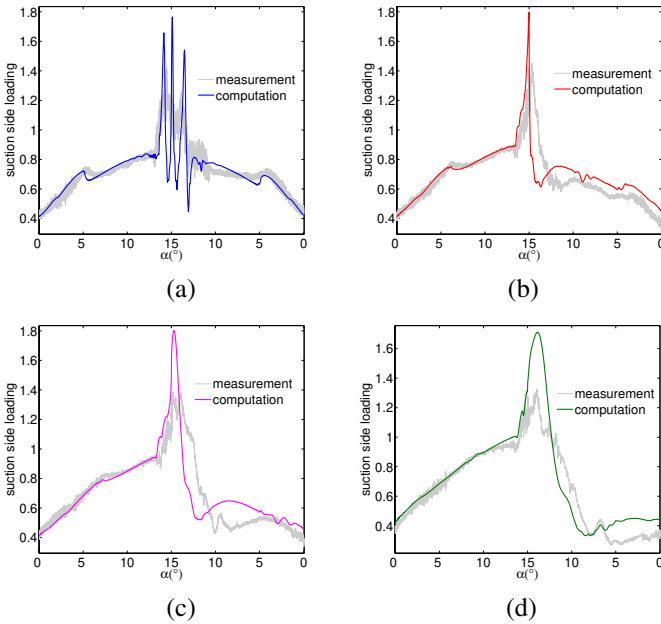 1.8
1.6
1.4
1.2
1
0.8
0.6
0.4
suction side loading
measurement
computation
0 5 10 15 10 5 0
α(°)
(a)
1.8
1.6
1.4
1.2
1
0.8
0.6
0.4
suction side loading
measurement
computation
0 5 10 15 10 5 0
α(°)
(b)
1.8
1.6
1.4
1.2
1
0.8
0.6
0.4
suction side loading
measurement
computation
0 5 10 15 10 5 0
α(°)
(c)
1.6
1.4
1.2
1
0.8
0.6
0.4
suction side loading
measurement
computation
0 5 10 15 10 5 0
α(°)
(d)